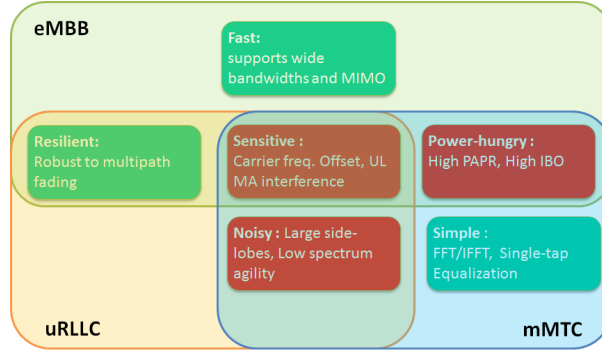 eMBB
Fast:
supports wide
bandwidths and MIMO
Resilient:
Robust to multipath
fading
Sensitive :
Carrier freq. Offset, UL
MA interference
Power-hungry :
High PAPR, High IBO
Noisy : Large side-
lobes, Low spectrum
agility
Simple :
FFT/IFFT, Single-tap
Equalization
uRLLC
mMTC